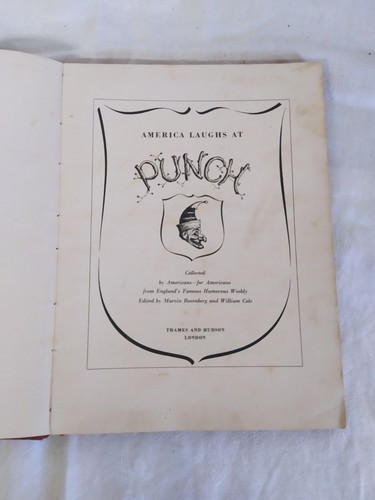 AMERICA LAUGHS AT
PUNCH
Collected
by Americans—for Americans
from England's Famous Humorous Weekly
Edited by Marvin Rosenberg and William Cole
THAMES AND HUDSON
LONDON